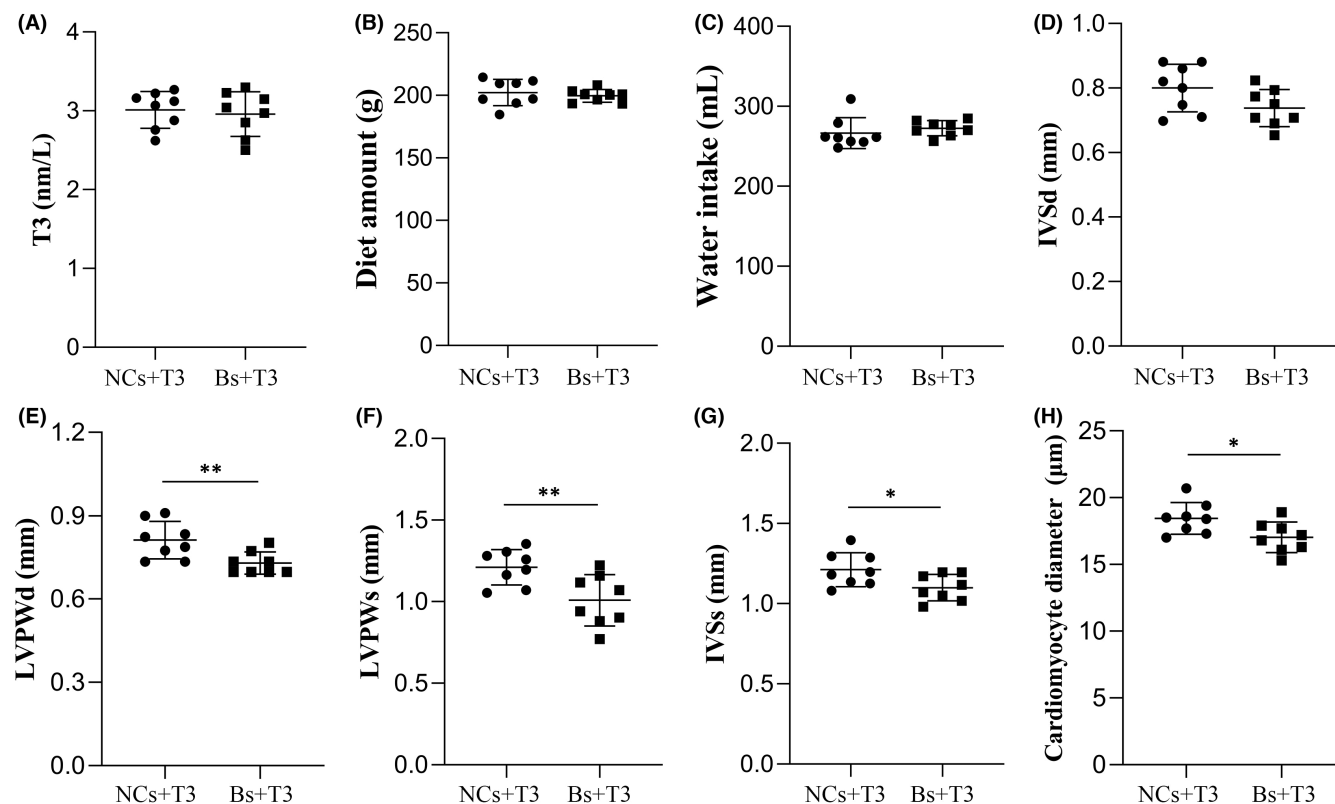 (A)
T3 (nm/L)
4
3
2
1
0
NCs+T3 Bs+T3
(B)
Diet amount (g)
250
200
150
100
50
0
NCs+T3 Bs+T3
(C)
Water intake (mL)
400
300
200
100
0
NCs+T3 Bs+T3
(D)
IVSd (mm)
1.0
0.8
0.6
0.4
0.2
0.0
NCs+T3 Bs+T3
(E)
LVPWd (mm)
1.2
0.9
0.6
0.3
0.0
**
NCs+T3 Bs+T3
(F)
LVPWs (mm)
2.0
1.5
1.0
0.5
0.0
**
NCs+T3 Bs+T3
(G)
IVSs (mm)
2.0
1.5
1.0
0.5
0.0
*
NCs+T3 Bs+T3
(H)
Cardiomyocyte diameter (μm)
25
20
15
10
5
0
*
NCs+T3 Bs+T3